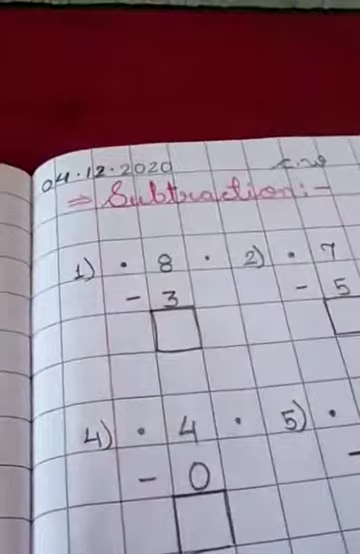 04.12.2020 C.W
⇒ Subtraction:-
1) • 8 • 2) • 7
- 3 - 5
4) • 4 • 5) •
- 0 -